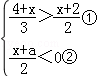 { (4+x)/3 > (x+2)/2 ①
(x+a)/2 < 0 ②